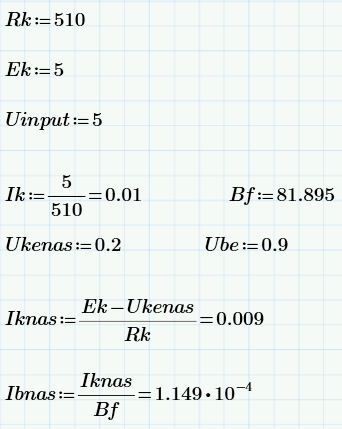 Rk:=510
Ek:=5
Uinput:=5
Ik:=5/510=0.01 Bf:=81.895
Ukenas:=0.2 Ube:=0.9
Iknas:=(Ek−Ukenas)/Rk=0.009
Ibnas:=Iknas/Bf=1.149•10⁻⁴